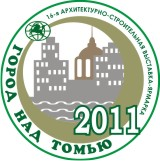 16-я АРХИТЕКТУРНО-СТРОИТЕЛЬНАЯ ВЫСТАВКА-ЯРМАРКА
2011
ГОРОД НАД ТОМЬЮ